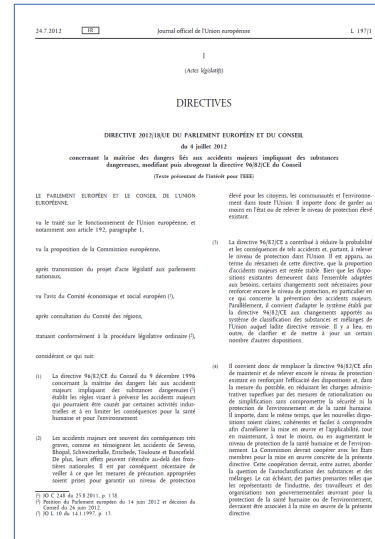 24.7.2012
FR
Journal officiel de l'Union européenne
L 197/1
I
(Actes législatifs)
DIRECTIVES
DIRECTIVE 2012/18/UE DU PARLEMENT EUROPÉEN ET DU CONSEIL
du 4 juillet 2012
concernant la maîtrise des dangers liés aux accidents majeurs impliquant des substances
dangereuses, modifiant puis abrogeant la directive 96/82/CE du Conseil
(Texte présentant de l'intérêt pour l'EEE)
LE PARLEMENT EUROPÉEN ET LE CONSEIL DE L'UNION
EUROPÉENNE,
vu le traité sur le fonctionnement de l'Union européenne, et
notamment son article 192, paragraphe 1,
vu la proposition de la Commission européenne,
après transmission du projet d'acte législatif aux parlements
nationaux,
vu l'avis du Comité économique et social européen (1),
après consultation du Comité des régions,
statuant conformément à la procédure législative ordinaire (2),
considérant ce qui suit:
(1) La directive 96/82/CE du Conseil du 9 décembre 1996
concernant la maîtrise des dangers liés aux accidents
majeurs impliquant des substances dangereuses (3)
établit les règles visant à prévenir les accidents majeurs
qui pourraient être causés par certaines activités indus-
trielles et à en limiter les conséquences pour la santé
humaine et pour l'environnement.
(2) Les accidents majeurs ont souvent des conséquences très
graves, comme en témoignent les accidents de Seveso,
Bhopal, Schweizerhalle, Enschede, Toulouse et Buncefield.
De plus, leurs effets peuvent s'étendre au-delà des fron-
tières nationales. Il est par conséquent nécessaire de
veiller à ce que les mesures de précaution appropriées
soient prises pour garantir un niveau de protection
(1) JO C 248 du 25.8.2011, p. 138.
(2) Position du Parlement européen du 14 juin 2012 et décision du
Conseil du 26 juin 2012.
(3) JO L 10 du 14.1.1997, p. 13.
élevé pour les citoyens, les communautés et l'environne-
ment dans toute l'Union. Il importe donc de garder au
moins en l'état ou de relever le niveau de protection élevé
existant.
(3) La directive 96/82/CE a contribué à réduire la probabilité
et les conséquences de tels accidents et, partant, à relever
le niveau de protection dans l'Union. Il est apparu, au
terme du réexamen de cette directive, que la proportion
d'accidents majeurs est restée stable. Bien que les dispo-
sitions existantes demeurent dans l'ensemble adaptées
aux besoins, certains changements sont nécessaires pour
renforcer encore le niveau de protection, en particulier en
ce qui concerne la prévention des accidents majeurs.
Parallèlement, il convient d'adapter le système établi par
la directive 96/82/CE aux changements apportés au
système de classification des substances et mélanges de
l'Union auquel ladite directive renvoie. Il y a lieu, en
outre, de clarifier et de mettre à jour un certain
nombre d'autres dispositions.
(4) Il convient donc de remplacer la directive 96/82/CE afin
de maintenir et de relever encore le niveau de protection
existant en renforçant l'efficacité des dispositions et, dans
la mesure du possible, en réduisant les charges adminis-
tratives superflues par des mesures de rationalisation ou
de simplification sans compromettre la sécurité ni la
protection de l'environnement et de la santé humaine.
Il importe, dans le même temps, que les nouvelles dispo-
sitions soient claires, cohérentes et faciles à comprendre
afin d'améliorer la mise en œuvre et l'applicabilité, tout
en maintenant, à tout le moins, ou en augmentant le
niveau de protection de la santé humaine et de l'environ-
nement. La Commission devrait coopérer avec les États
membres pour la mise en œuvre concrète de la présente
directive. Cette coopération devrait, entre autres, aborder
la question de l'autoclassification des substances et des
mélanges. Le cas échéant, des parties prenantes telles que
les représentants de l'industrie, des travailleurs et des
organisations non gouvernementales œuvrant pour la
protection de la santé humaine ou de l'environnement,
devraient être associées à la mise en œuvre de la présente
directive.